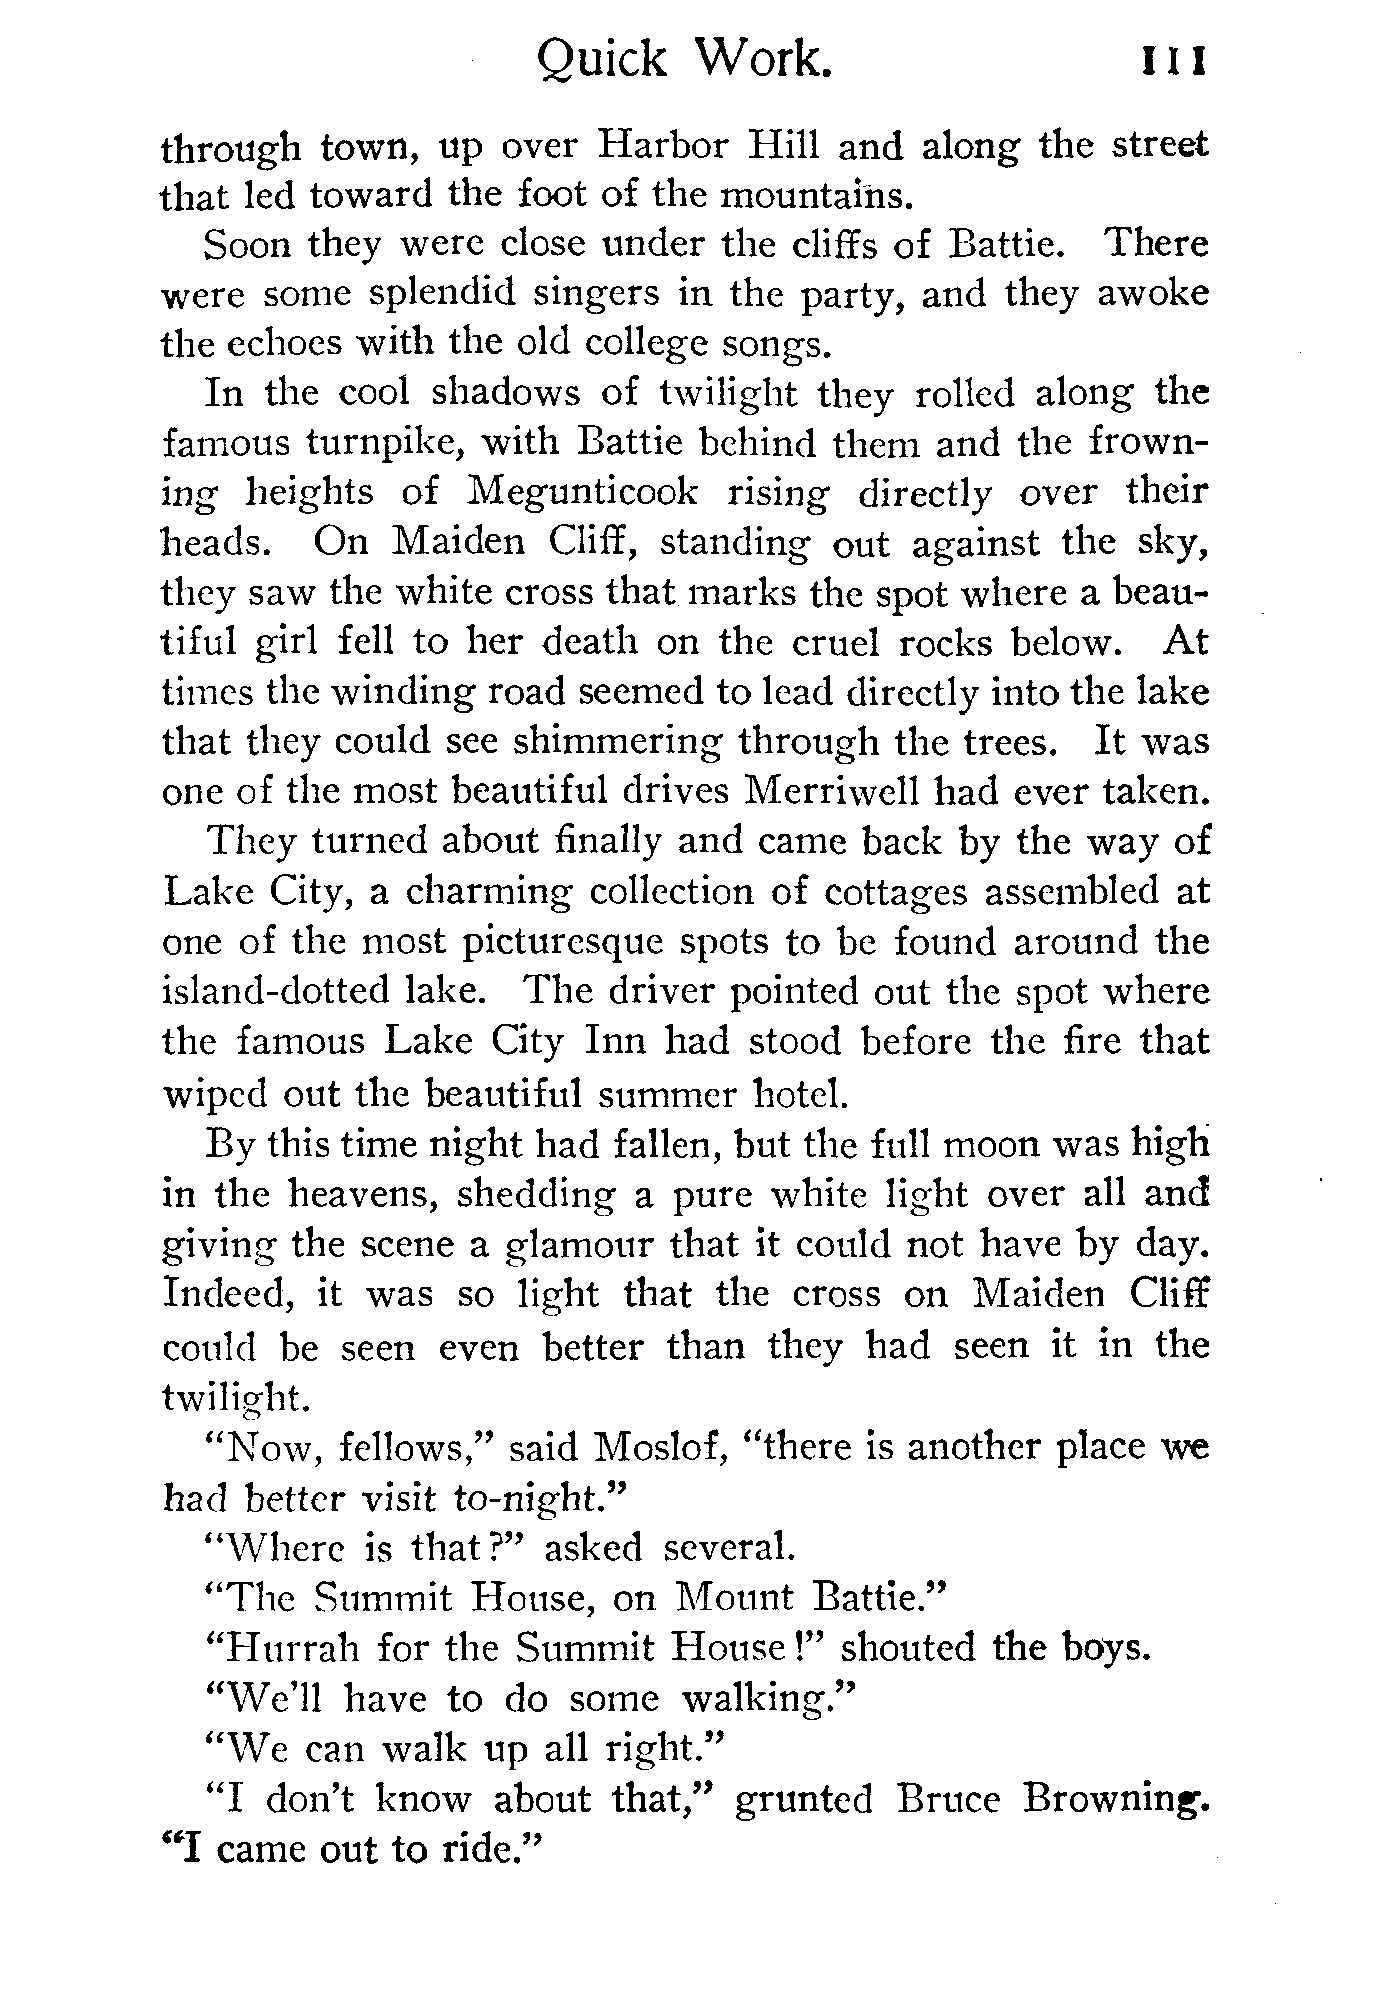 Quick Work. 111
through town, up over Harbor Hill and along the street
that led toward the foot of the mountains.
Soon they were close under the cliffs of Battie. There
were some splendid singers in the party, and they awoke
the echoes with the old college songs.
In the cool shadows of twilight they rolled along the
famous turnpike, with Battie behind them and the frown-
ing heights of Megunticook rising directly over their
heads. On Maiden Cliff, standing out against the sky,
they saw the white cross that marks the spot where a beau-
tiful girl fell to her death on the cruel rocks below. At
times the winding road seemed to lead directly into the lake
that they could see shimmering through the trees. It was
one of the most beautiful drives Merriwell had ever taken.
They turned about finally and came back by the way of
Lake City, a charming collection of cottages assembled at
one of the most picturesque spots to be found around the
island-dotted lake. The driver pointed out the spot where
the famous Lake City Inn had stood before the fire that
wiped out the beautiful summer hotel.
By this time night had fallen, but the full moon was high
in the heavens, shedding a pure white light over all and
giving the scene a glamour that it could not have by day.
Indeed, it was so light that the cross on Maiden Cliff
could be seen even better than they had seen it in the
twilight.
“Now, fellows,” said Moslof, “there is another place we
had better visit to-night.”
“Where is that?” asked several.
“The Summit House, on Mount Battie.”
“Hurrah for the Summit House!” shouted the boys.
“We’ll have to do some walking.”
“We can walk up all right.”
“I don’t know about that,” grunted Bruce Browning.
“I came out to ride.”